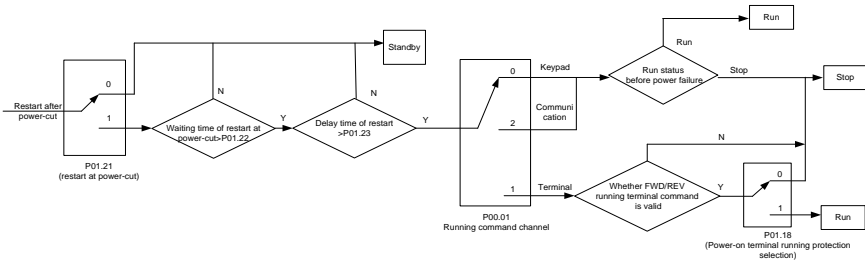 Restart after
power-cut
0
1
P01.21
(restart at power-cut)
N
Waiting time of restart at
power-cut>P01.22
Y
N
Delay time of restart
>P01.23
Y
Standby
0
2
1
P00.01
Running command channel
Keypad
Communi
cation
Terminal
Run status
before power failure
Run
Run
Stop
Stop
N
Whether FWD/REV
running terminal command
is valid
Y
0
1
P01.18
(Power-on terminal running protection
selection)
Run